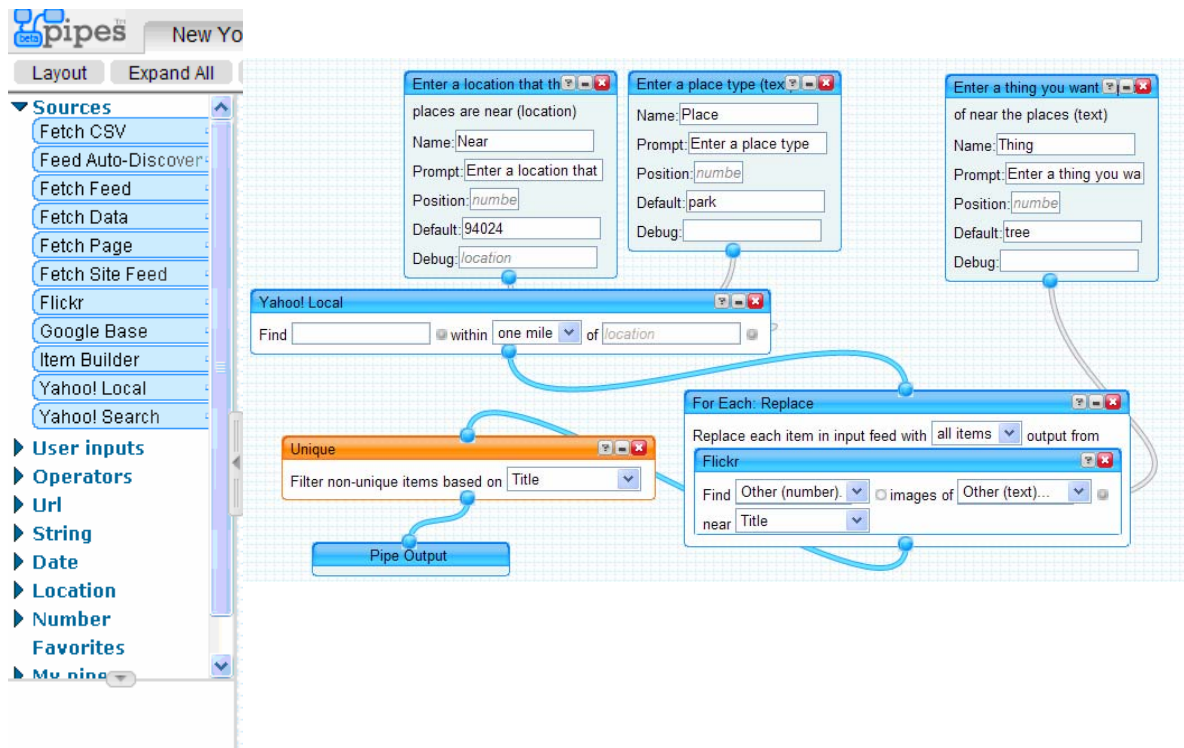 pipes™
beta
New Yo
Layout Expand All
Sources
Fetch CSV
Feed Auto-Discover
Fetch Feed
Fetch Data
Fetch Page
Fetch Site Feed
Flickr
Google Base
Item Builder
Yahoo! Local
Yahoo! Search
User inputs
Operators
Url
String
Date
Location
Number
Favorites
My pipe
Enter a location that th
places are near (location)
Name: Near
Prompt: Enter a location that
Position: numbe
Default: 94024
Debug: location
Enter a place type (tex
Name: Place
Prompt: Enter a place type
Position: numbe
Default: park
Debug:
Enter a thing you want
of near the places (text)
Name: Thing
Prompt: Enter a thing you wa
Position: numbe
Default: tree
Debug:
Yahoo! Local
Find within one mile of location
For Each: Replace
Replace each item in input feed with all items output from
Flickr
Find Other (number). images of Other (text)...
near Title
Unique
Filter non-unique items based on Title
Pipe Output